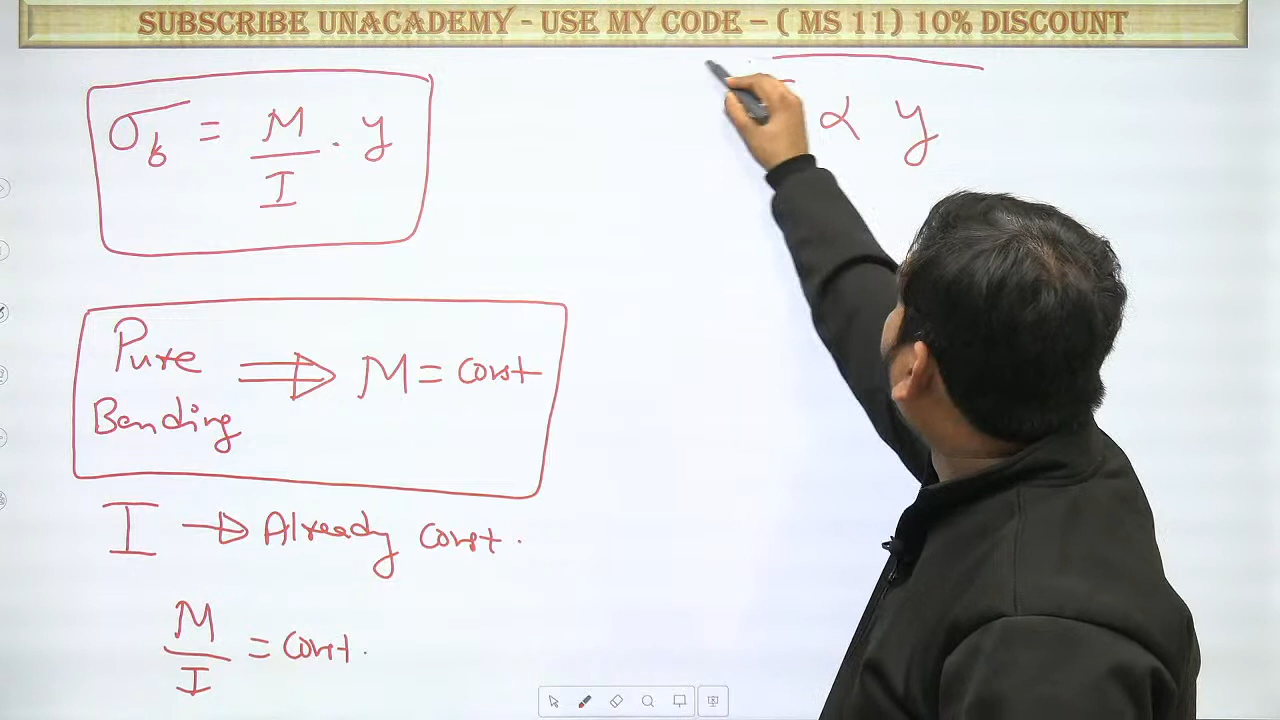 SUBSCRIBE UNACADEMY - USE MY CODE – ( MS 11) 10% DISCOUNT
σb = M/I . y
α y
Pure Bending ⇒ M = const
I → Already const.
M/I = const.